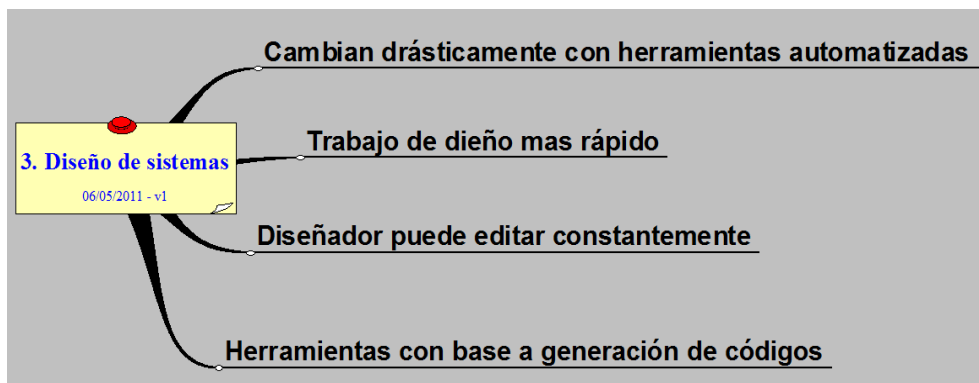 Cambian drásticamente con herramientas automatizadas
Trabajo de dieño mas rápido
3. Diseño de sistemas
06/05/2011 - v1
Diseñador puede editar constantemente
Herramientas con base a generación de códigos